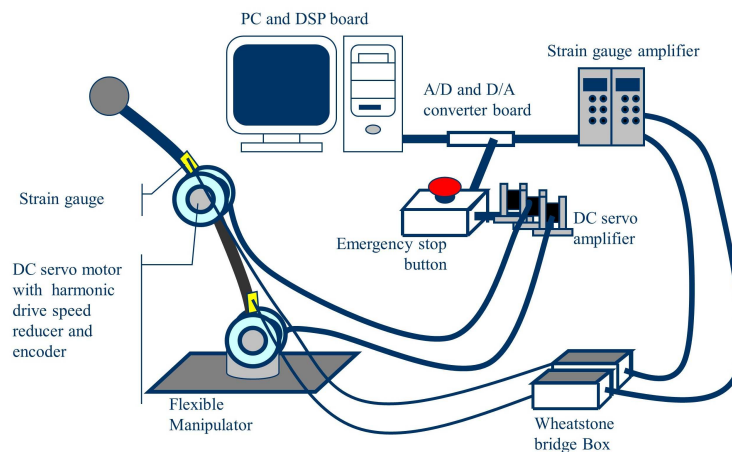 PC and DSP board
Strain gauge amplifier
A/D and D/A
converter board
Strain gauge
Emergency stop
button
DC servo
amplifier
DC servo motor
with harmonic
drive speed
reducer and
encoder
Flexible
Manipulator
Wheatstone
bridge Box